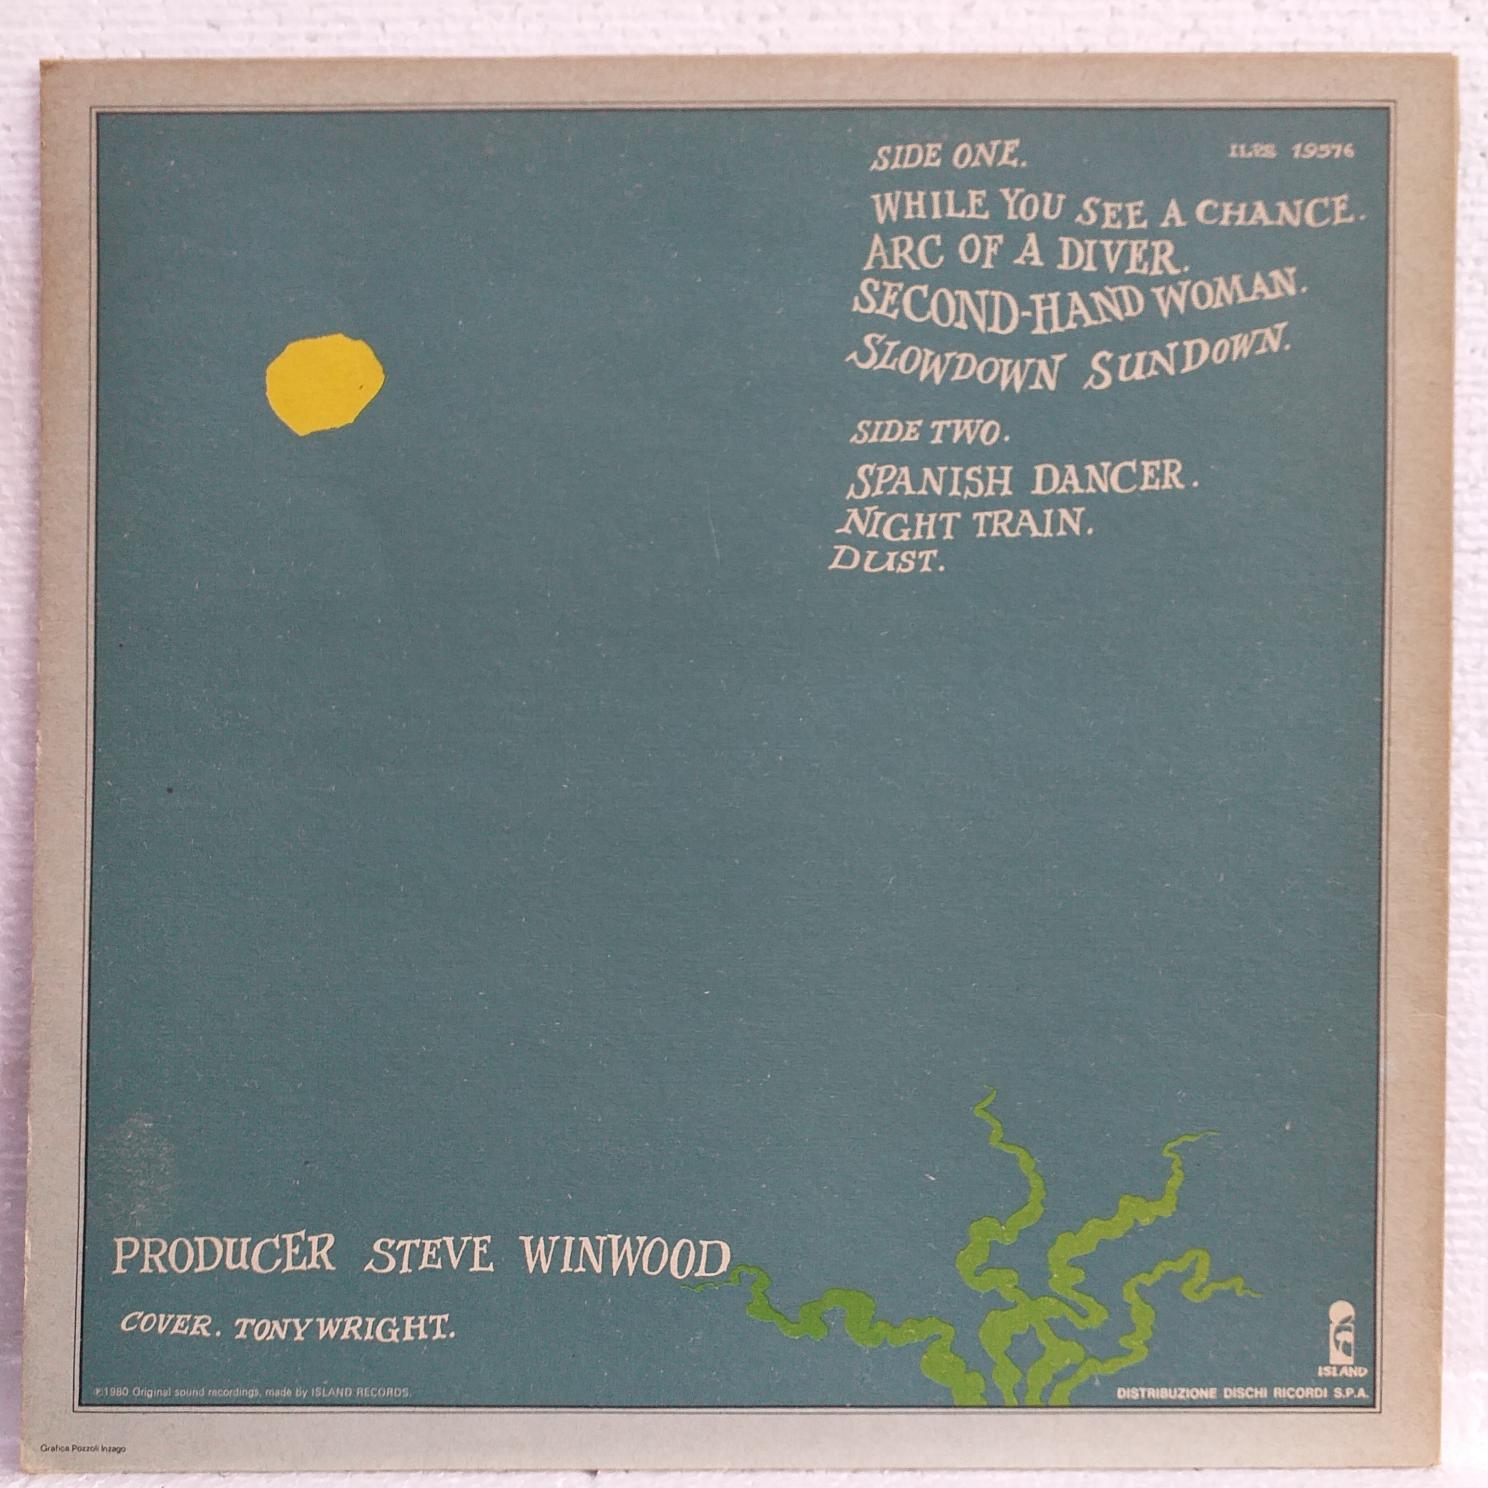 SIDE ONE.
ILPS 19576
WHILE YOU SEE A CHANCE.
ARC OF A DIVER.
SECOND-HAND WOMAN.
SLOWDOWN SUNDOWN.
SIDE TWO.
SPANISH DANCER.
NIGHT TRAIN.
DUST.
PRODUCER STEVE WINWOOD
COVER. TONY WRIGHT.
ISLAND
℗1980 Original sound recordings, made by ISLAND RECORDS.
DISTRIBUZIONE DISCHI RICORDI S.P.A.
Grafica Pozzoli Inzago